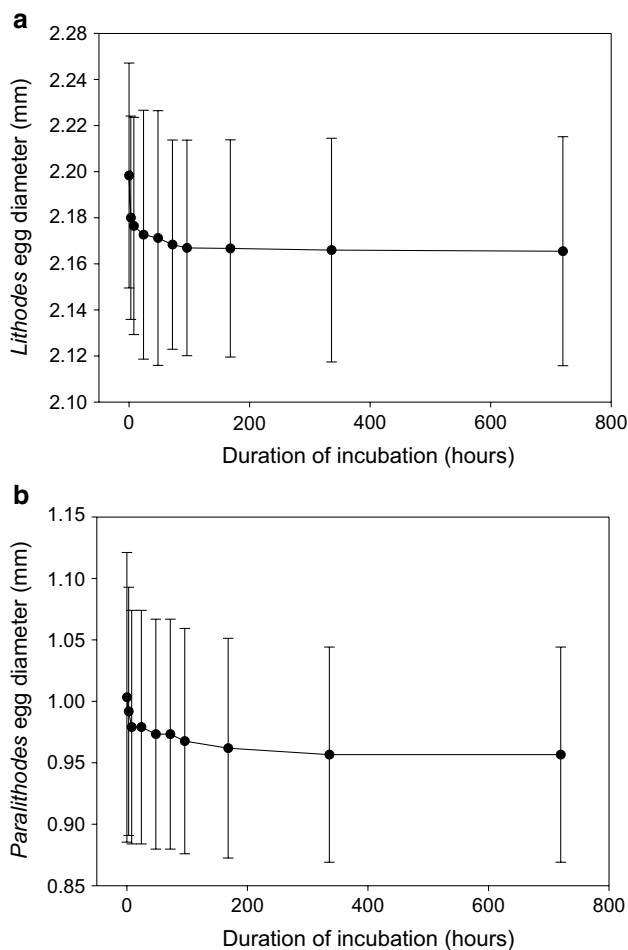 a
2.28
2.24
2.22
2.20
2.18
2.16
2.14
2.12
2.10
Lithodes egg diameter (mm)
0 200 400 600 800
Duration of incubation (hours)
b
1.15
1.10
1.05
1.00
0.95
0.90
0.85
Paralithodes egg diameter (mm)
0 200 400 600 800
Duration of incubation (hours)